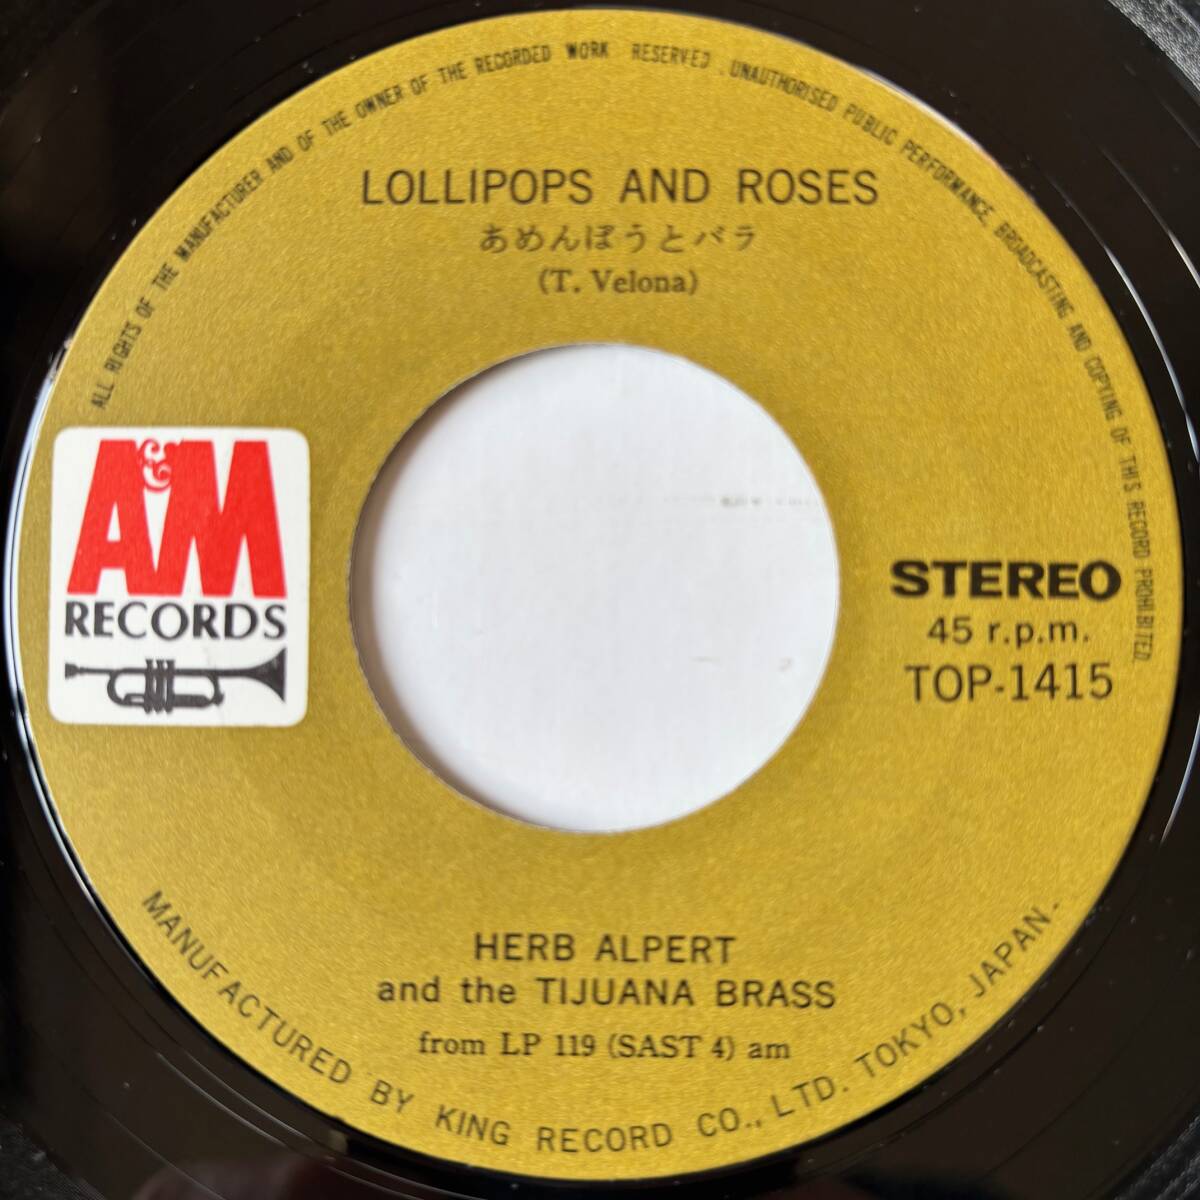 ALL RIGHTS OF THE MANUFACTURER AND OF THE OWNER OF THE RECORDED WORK RESERVED. UNAUTHORISED PUBLIC PERFORMANCE, BROADCASTING AND COPYING OF THIS RECORD PROHIBITED.
LOLLIPOPS AND ROSES
あめんぼうとバラ
(T. Velona)
A&M
RECORDS
STEREO
45 r.p.m.
TOP-1415
HERB ALPERT
and the TIJUANA BRASS
from LP 119 (SAST 4) am
MANUFACTURED BY KING RECORD CO., LTD. TOKYO, JAPAN.